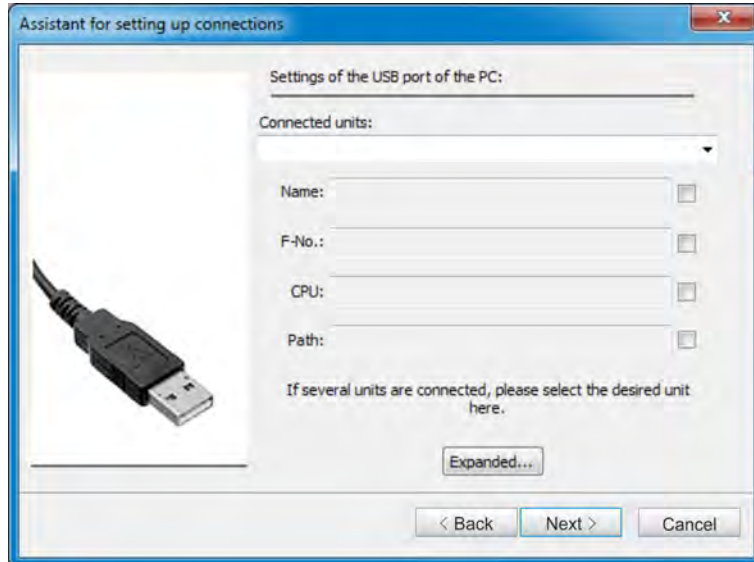 Assistant for setting up connections
Settings of the USB port of the PC:
Connected units:
Name:
F-No.:
CPU:
Path:
If several units are connected, please select the desired unit
here.
Expanded...
< Back Next > Cancel